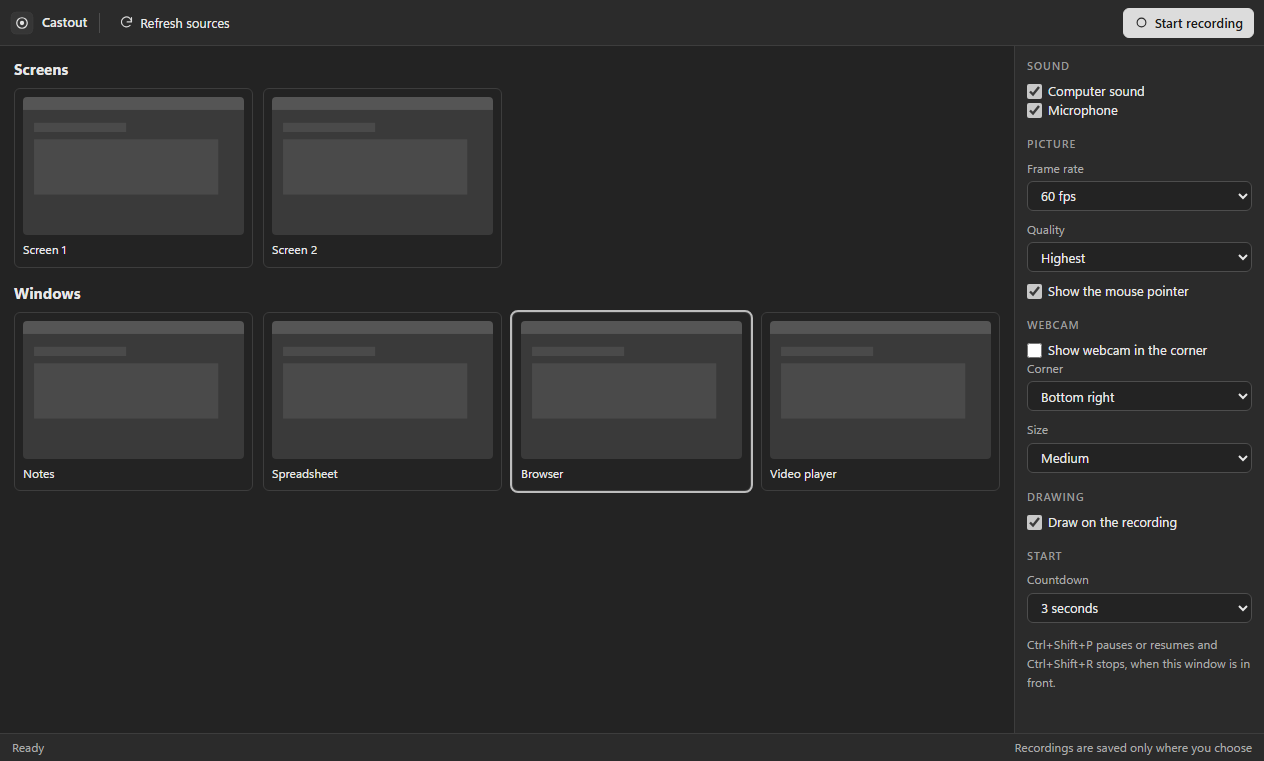 Castout
Refresh sources
Start recording
Screens
Screen 1
Screen 2
Windows
Notes
Spreadsheet
Browser
Video player
SOUND
Computer sound
Microphone
PICTURE
Frame rate
60 fps
Quality
Highest
Show the mouse pointer
WEBCAM
Show webcam in the corner
Corner
Bottom right
Size
Medium
DRAWING
Draw on the recording
START
Countdown
3 seconds
Ctrl+Shift+P pauses or resumes and
Ctrl+Shift+R stops, when this window is in
front.
Ready
Recordings are saved only where you choose